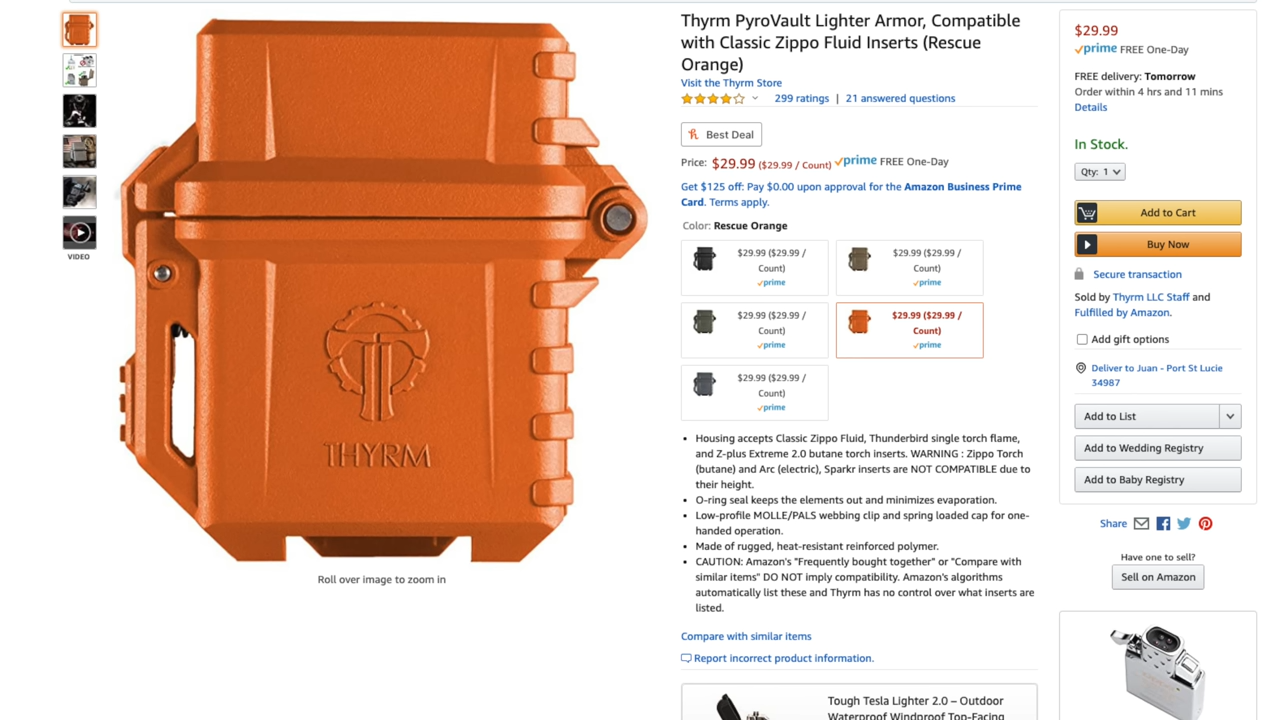 VIDEO
THYRM
Roll over image to zoom in
Thyrm PyroVault Lighter Armor, Compatible
with Classic Zippo Fluid Inserts (Rescue
Orange)
Visit the Thyrm Store
299 ratings | 21 answered questions
Best Deal
Price: $29.99 ($29.99 / Count) prime FREE One-Day
Get $125 off: Pay $0.00 upon approval for the Amazon Business Prime
Card. Terms apply.
Color: Rescue Orange
$29.99 ($29.99 /
Count)
prime
$29.99 ($29.99 /
Count)
prime
$29.99 ($29.99 /
Count)
prime
$29.99 ($29.99 /
Count)
prime
$29.99 ($29.99 /
Count)
prime
• Housing accepts Classic Zippo Fluid, Thunderbird single torch flame,
and Z-plus Extreme 2.0 butane torch inserts. WARNING : Zippo Torch
(butane) and Arc (electric), Sparkr inserts are NOT COMPATIBLE due to
their height.
• O-ring seal keeps the elements out and minimizes evaporation.
• Low-profile MOLLE/PALS webbing clip and spring loaded cap for one-
handed operation.
• Made of rugged, heat-resistant reinforced polymer.
• CAUTION: Amazon's "Frequently bought together" or "Compare with
similar items" DO NOT imply compatibility. Amazon's algorithms
automatically list these and Thyrm has no control over what inserts are
listed.
Compare with similar items
Report incorrect product information.
Tough Tesla Lighter 2.0 – Outdoor
Waterproof Windproof Top-Facing
$29.99
prime FREE One-Day
FREE delivery: Tomorrow
Order within 4 hrs and 11 mins
Details
In Stock.
Qty: 1
Add to Cart
Buy Now
Secure transaction
Sold by Thyrm LLC Staff and
Fulfilled by Amazon.
Add gift options
Deliver to Juan - Port St Lucie
34987
Add to List
Add to Wedding Registry
Add to Baby Registry
Share
Have one to sell?
Sell on Amazon